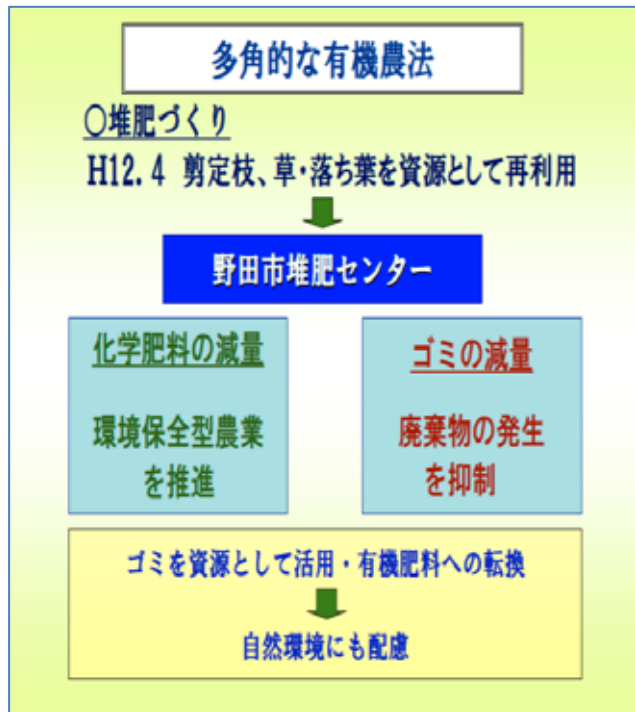 多角的な有機農法
○堆肥づくり
H12.4 剪定枝、草・落ち葉を資源として再利用
野田市堆肥センター
化学肥料の減量
環境保全型農業
を推進
ゴミの減量
廃棄物の発生
を抑制
ゴミを資源として活用・有機肥料への転換
自然環境にも配慮